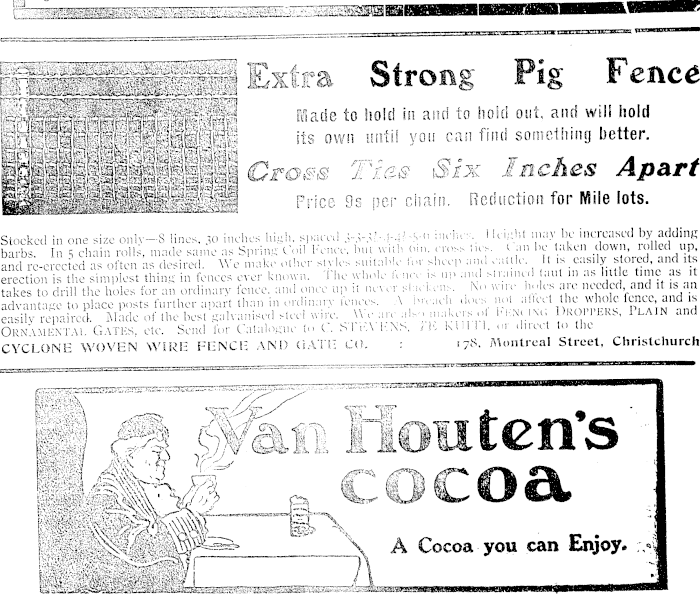 Extra Strong Pig Fence
Made to hold in and to hold out, and will hold
its own until you can find something better.
Cross Ties Six Inches Apart
Price 9s per chain. Reduction for Mile lots.
Stocked in one size only—8 lines, 30 inches high, spaced Height may be increased by adding
barbs. In 5 chain rolls, made same as Spring Coil Fence, but with 6in. cross ties. Can be taken down, rolled up,
and re-erected as often as desired. We make other styles suitable for sheep and cattle. It is easily stored, and its
erection is the simplest thing in fences ever known. The whole fence is up and strained taut in as little time as it
takes to drill the holes for an ordinary fence, and once up it never slackens. No wire holes are needed, and it is an
advantage to place posts further apart than in ordinary fences. A breach does not affect the whole fence, and is
easily repaired. Made of the best galvanised steel wire. We are also makers of FENCING DROPPERS, PLAIN and
ORNAMENTAL GATES, etc. Send for Catalogue to C. STEVENS, TE KUITI, or direct to the
CYCLONE WOVEN WIRE FENCE AND GATE CO. : 178, Montreal Street, Christchurch
Van Houten's
cocoa
A Cocoa you can Enjoy.